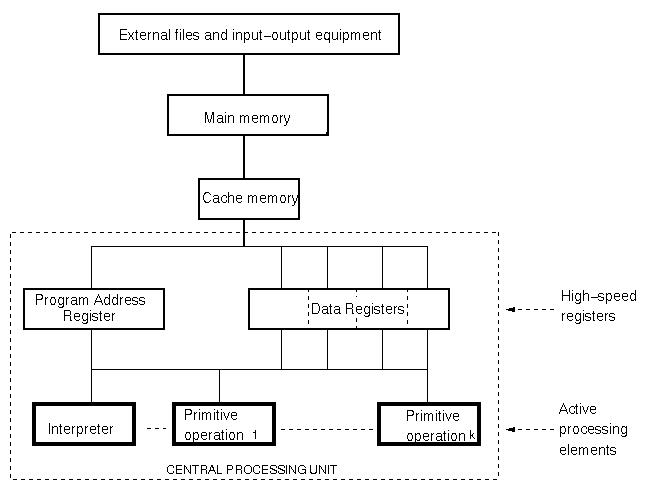 External files and input-output equipment
Main memory
Cache memory
Program Address
Register
Data Registers
High-speed
registers
Interpreter
Primitive
operation 1
Primitive
operation k
Active
processing
elements
CENTRAL PROCESSING UNIT